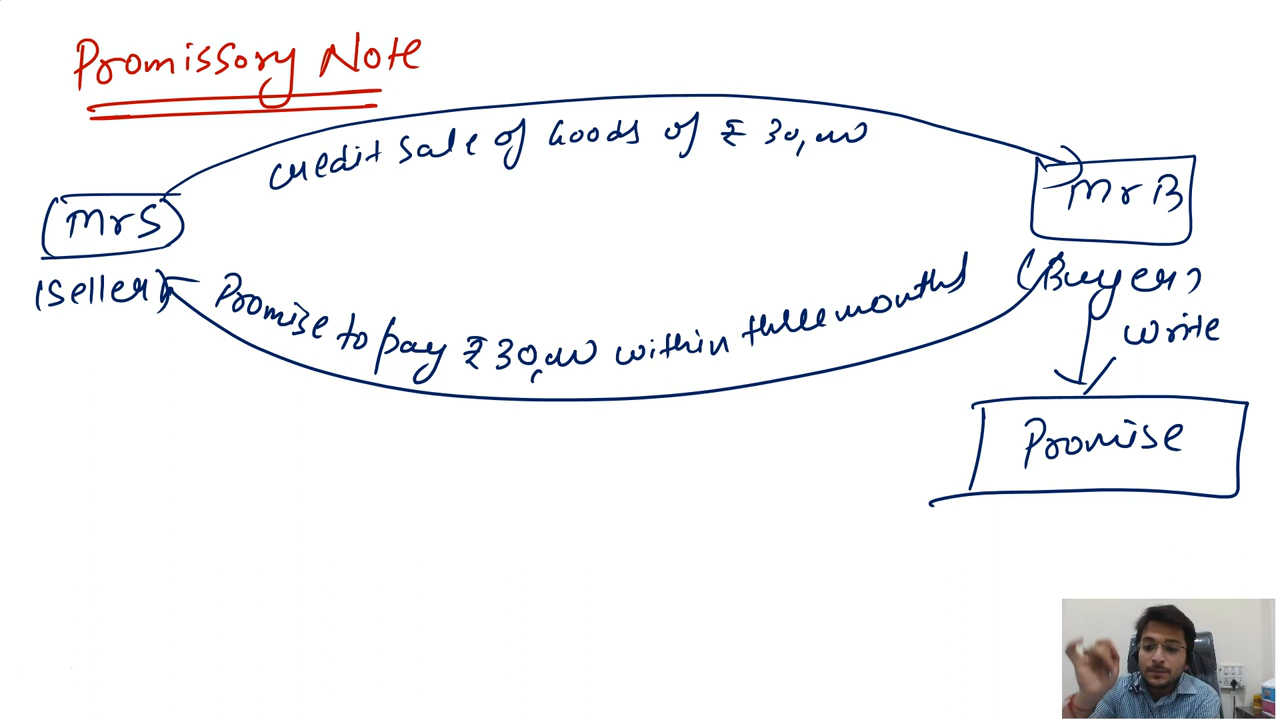 Promissory Note
credit sale of Goods of ₹ 30,000
Mr S
Mr B
(Seller)
(Buyer)
Promise to pay ₹ 30,000 within three months
write
Promise